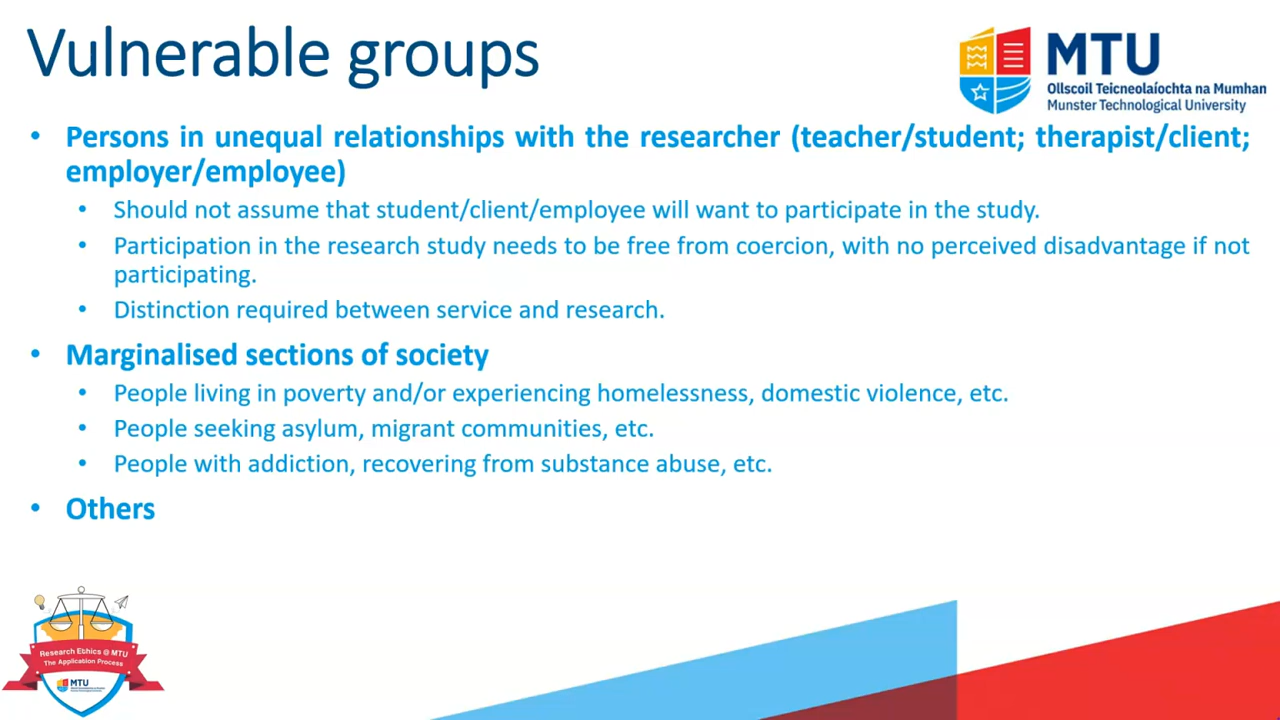 Vulnerable groups
MTU
Ollscoil Teicneolaíochta na Mumhan
Munster Technological University
• Persons in unequal relationships with the researcher (teacher/student; therapist/client;
employer/employee)
• Should not assume that student/client/employee will want to participate in the study.
• Participation in the research study needs to be free from coercion, with no perceived disadvantage if not
participating.
• Distinction required between service and research.
• Marginalised sections of society
• People living in poverty and/or experiencing homelessness, domestic violence, etc.
• People seeking asylum, migrant communities, etc.
• People with addiction, recovering from substance abuse, etc.
• Others
Research Ethics @ MTU
The Application Process
MTU